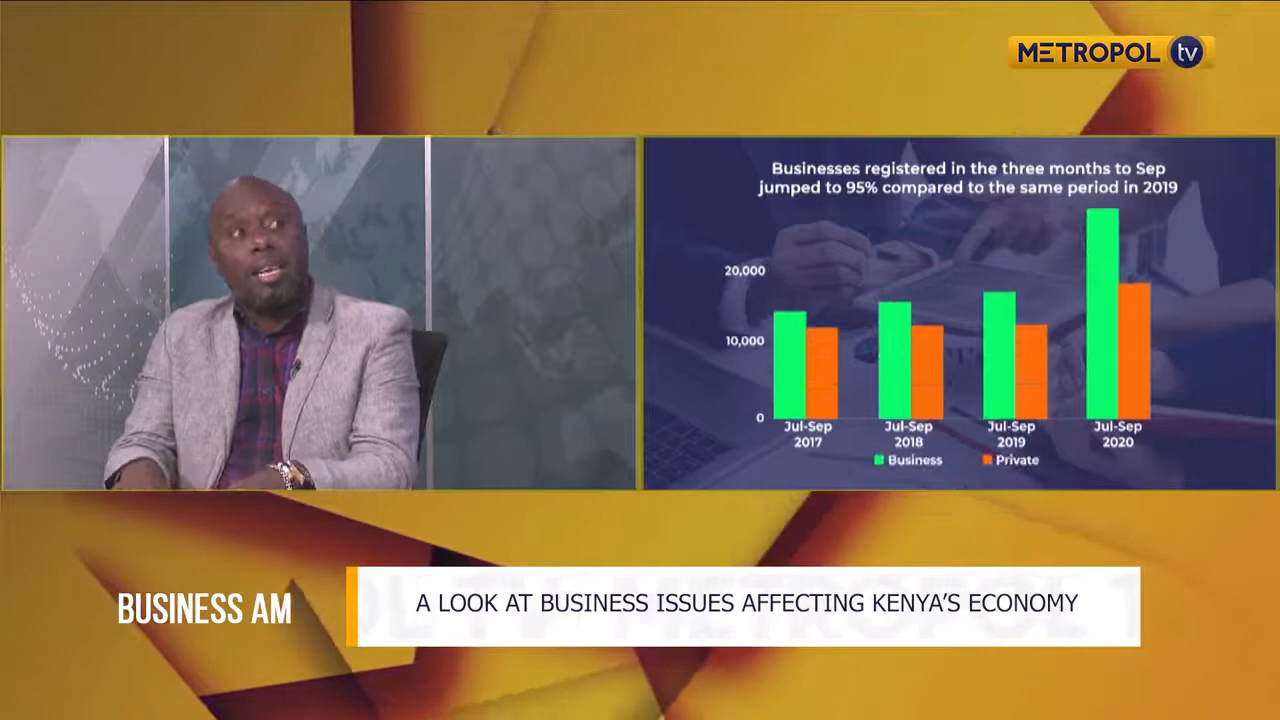 METROPOL tv
Businesses registered in the three months to Sep
jumped to 95% compared to the same period in 2019
20,000
10,000
0
Jul-Sep
2017
Jul-Sep
2018
Jul-Sep
2019
Jul-Sep
2020
Business
Private
BUSINESS AM
A LOOK AT BUSINESS ISSUES AFFECTING KENYA'S ECONOMY